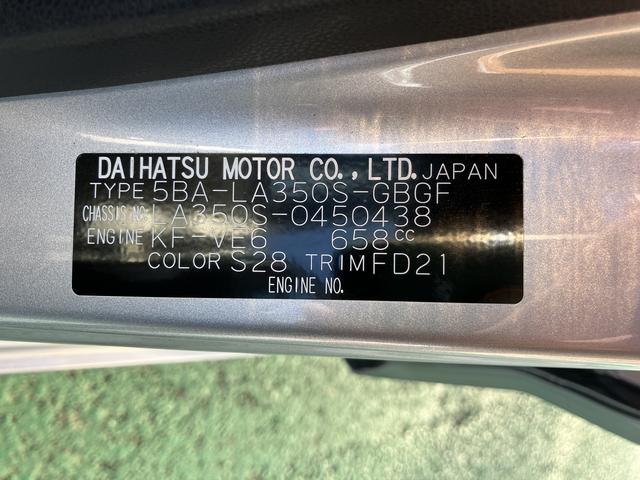 DAIHATSU MOTOR CO.,LTD. JAPAN
TYPE 5BA-LA350S-GBGF
CHASSIS NO. LA350S-0450438
ENGINE KF-VE6 658cc
COLOR S28 TRIM FD21
ENGINE NO.